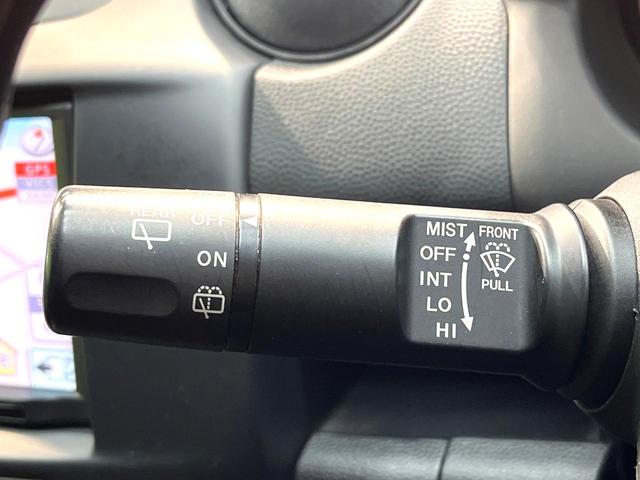 GPS
VICS
REAR
OFF
ON
MIST
OFF
INT
LO
HI
FRONT
PULL